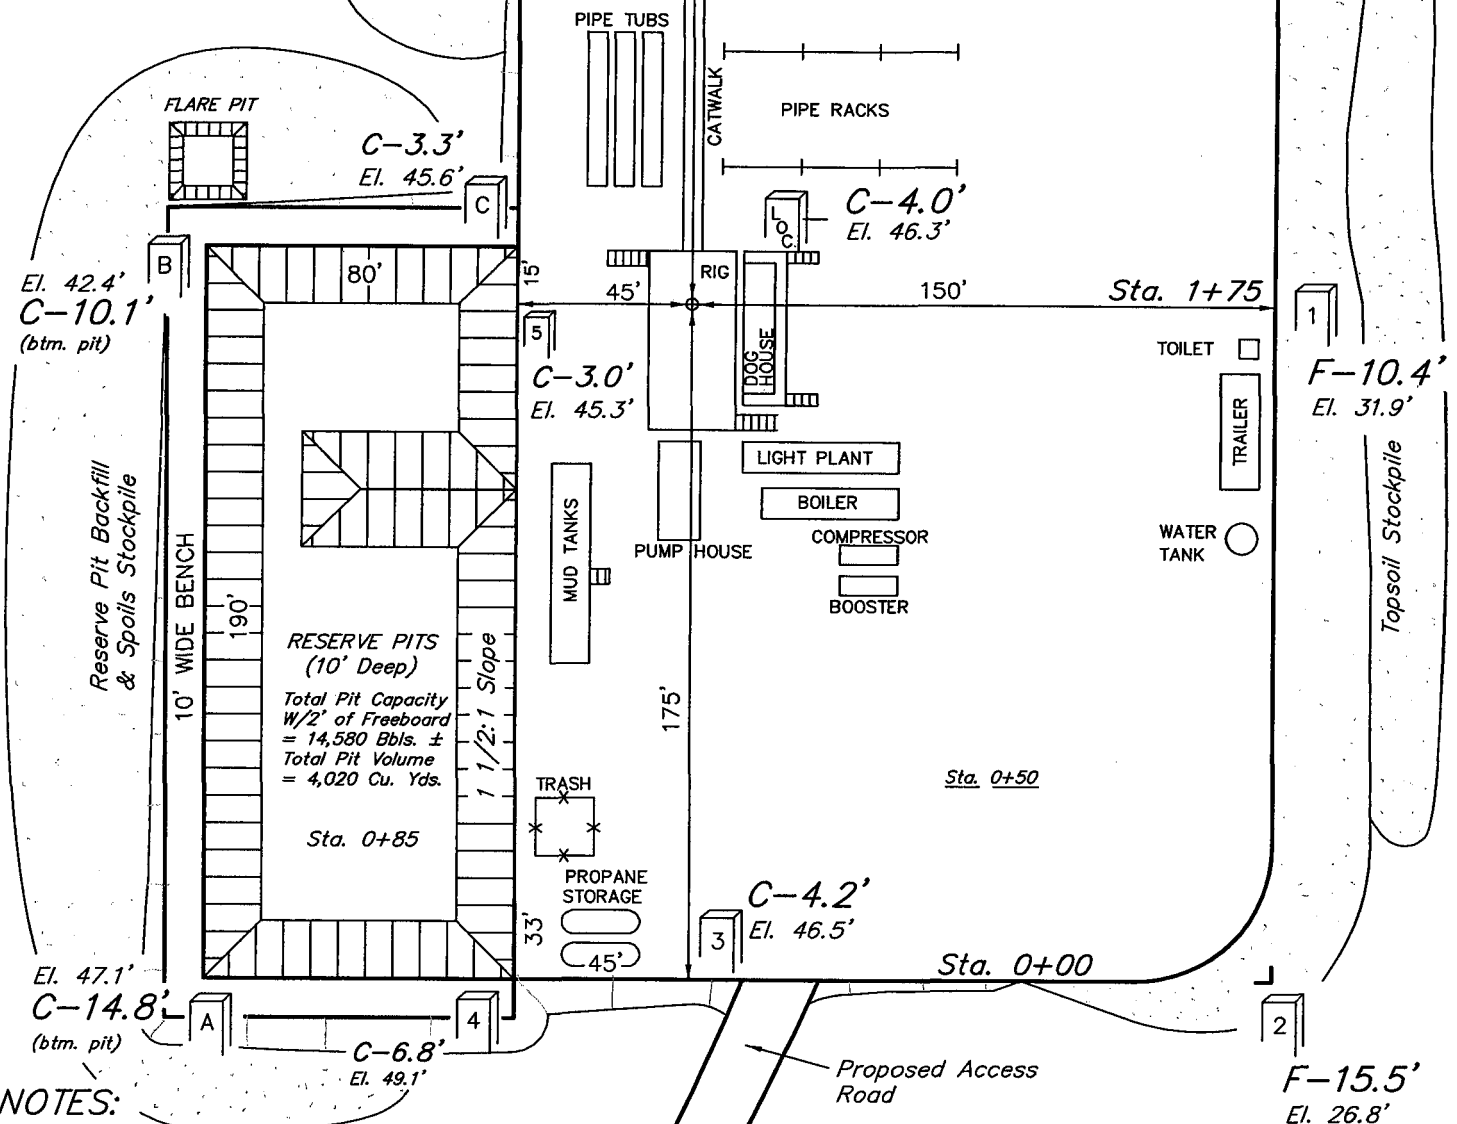 PIPE TUBS
CATWALK
PIPE RACKS
FLARE PIT
C-3.3'
El. 45.6'
C
L
O
C.
C-4.0'
El. 46.3'
B
El. 42.4'
C-10.1'
(btm. pit)
80'
15'
45'
RIG
150'
Sta. 1+75
1
5
DOG
HOUSE
TOILET
C-3.0'
El. 45.3'
F-10.4'
El. 31.9'
TRAILER
LIGHT PLANT
BOILER
MUD TANKS
PUMP HOUSE
COMPRESSOR
BOOSTER
WATER
TANK
Topsoil Stockpile
Reserve Pit Backfill
& Spoils Stockpile
10' WIDE BENCH
190'
RESERVE PITS
(10' Deep)
Total Pit Capacity
W/2' of Freeboard
= 14,580 Bbls. ±
Total Pit Volume
= 4,020 Cu. Yds.
1 1/2:1 Slope
175'
Sta. 0+50
TRASH
Sta. 0+85
PROPANE
STORAGE
33'
45'
C-4.2'
El. 46.5'
3
Sta. 0+00
El. 47.1'
C-14.8'
(btm. pit)
A
4
2
C-6.8'
El. 49.1'
Proposed Access
Road
F-15.5'
El. 26.8'
NOTES: